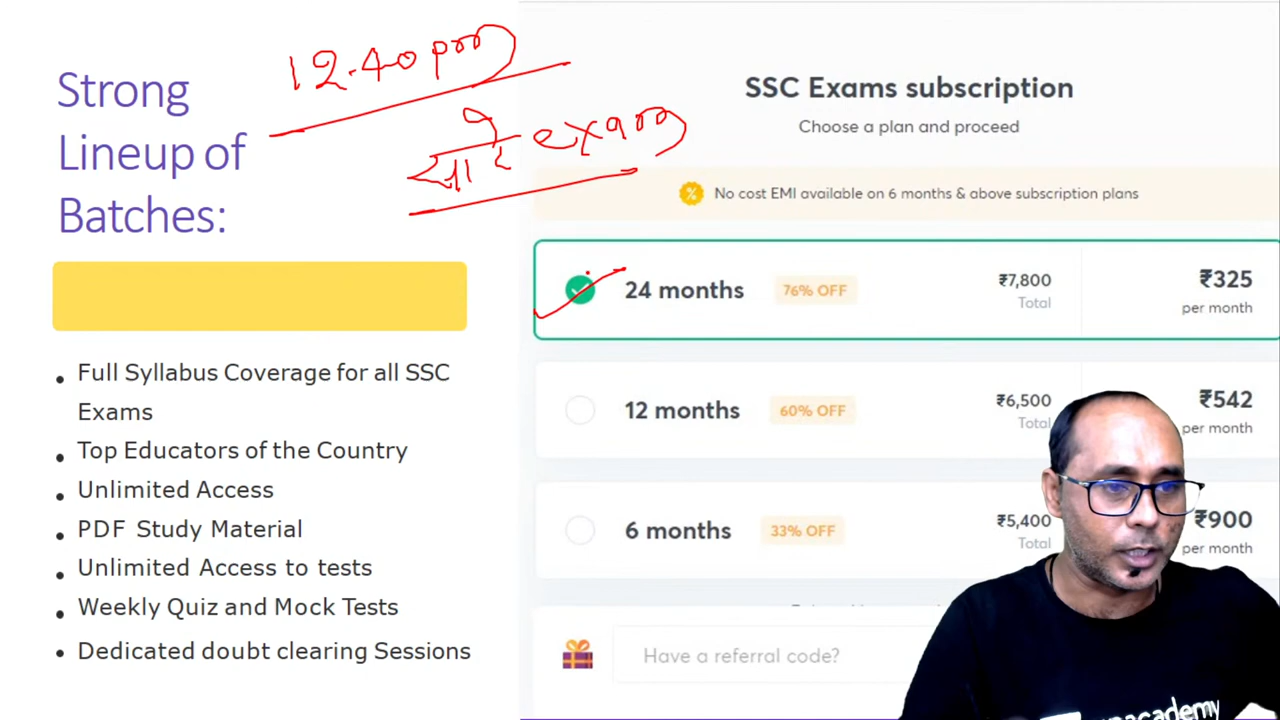 12.40 pm
Strong
Lineup of
Batches:
Full Syllabus Coverage for all SSC
Exams
Top Educators of the Country
Unlimited Access
PDF Study Material
Unlimited Access to tests
Weekly Quiz and Mock Tests
Dedicated doubt clearing Sessions
SSC Exams subscription
Choose a plan and proceed
No cost EMI available on 6 months & above subscription plans
24 months 76% OFF ₹7,800 ₹325
Total per month
12 months 60% OFF ₹6,500 ₹542
Total per month
6 months 33% OFF ₹5,400 ₹900
Total per month
Have a referral code?